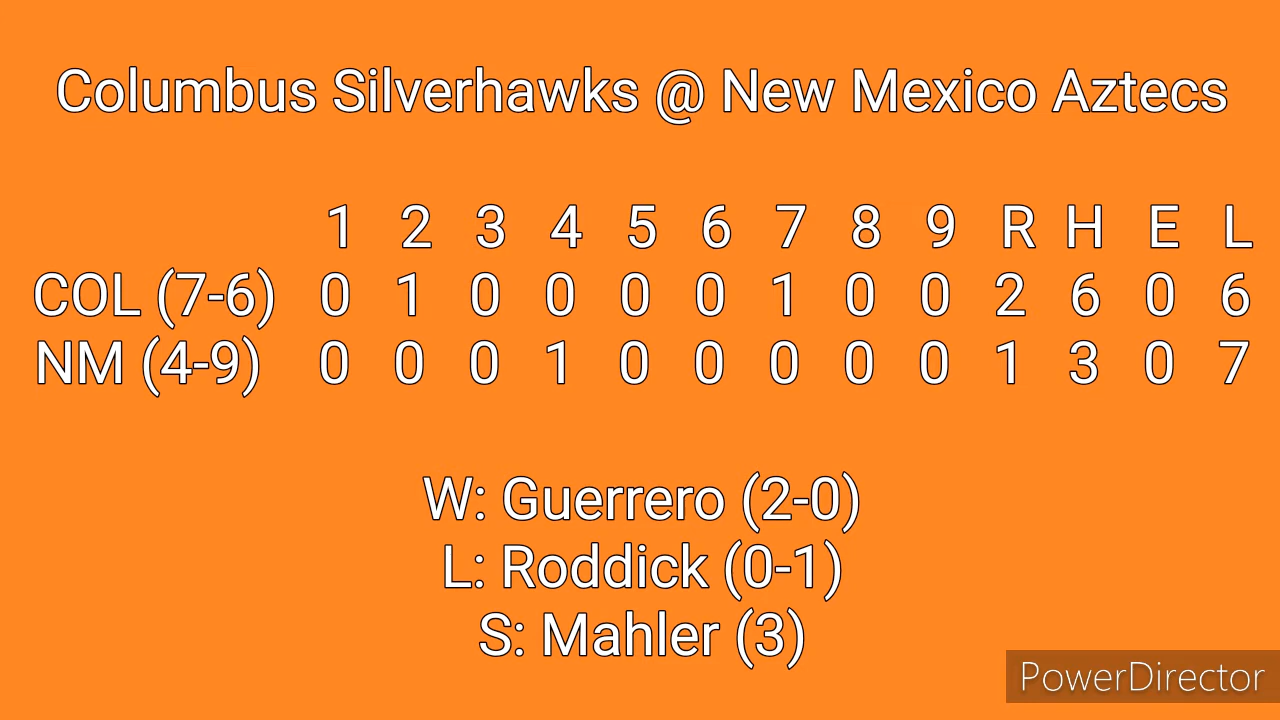 Columbus Silverhawks @ New Mexico Aztecs
1 2 3 4 5 6 7 8 9 R H E L
COL (7-6) 0 1 0 0 0 0 1 0 0 2 6 0 6
NM (4-9) 0 0 0 1 0 0 0 0 0 1 3 0 7
W: Guerrero (2-0)
L: Roddick (0-1)
S: Mahler (3)
PowerDirector